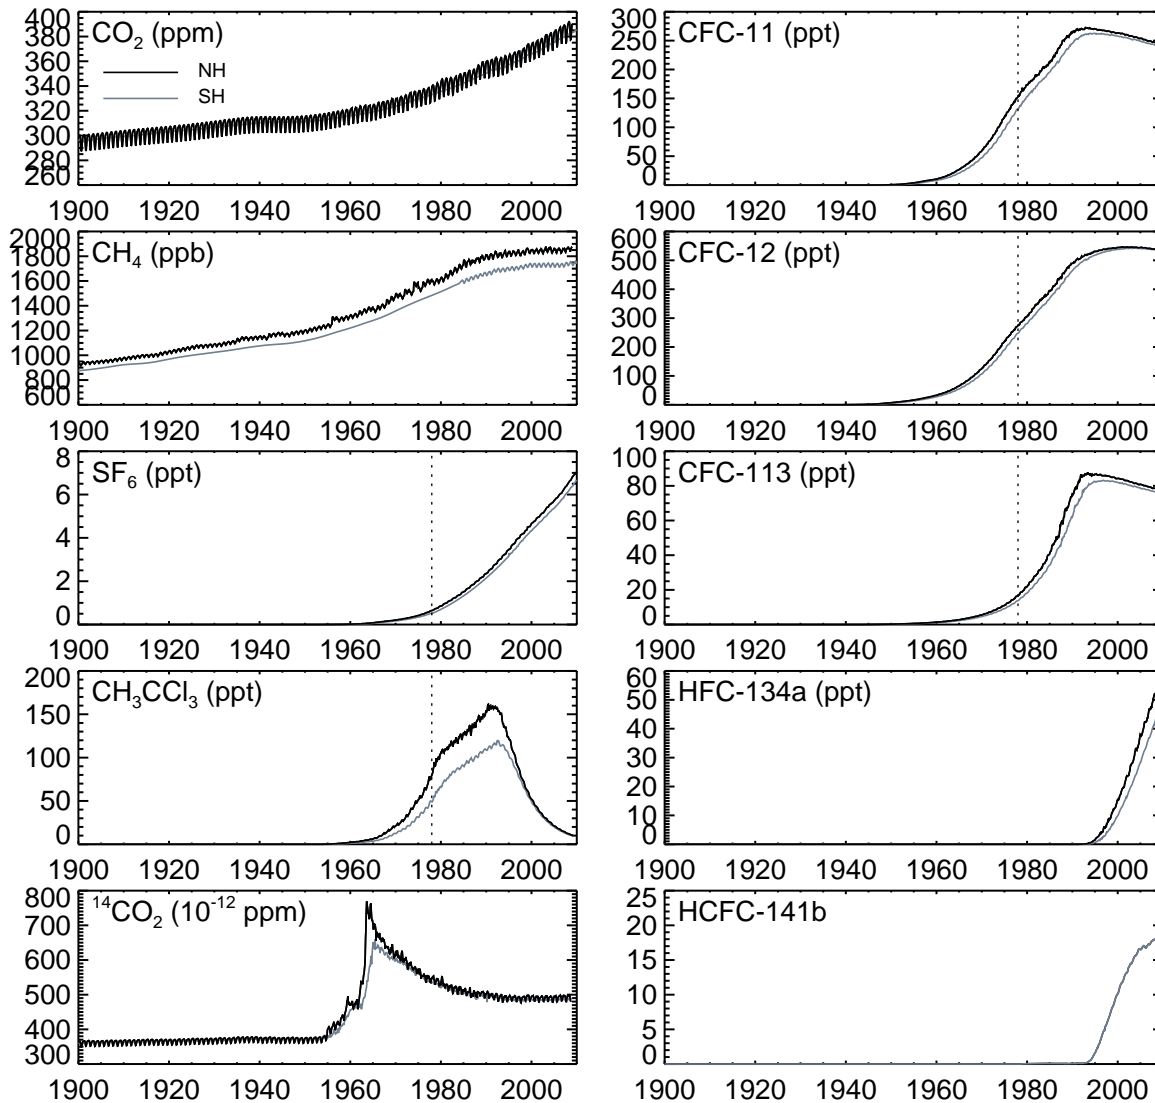 CO2 (ppm)
NH
SH
400
380
360
340
320
300
280
260
1900 1920 1940 1960 1980 2000
CFC-11 (ppt)
300
250
200
150
100
50
0
1900 1920 1940 1960 1980 2000
CH4 (ppb)
2000
1800
1600
1400
1200
1000
800
600
1900 1920 1940 1960 1980 2000
CFC-12 (ppt)
600
500
400
300
200
100
0
1900 1920 1940 1960 1980 2000
SF6 (ppt)
8
6
4
2
0
1900 1920 1940 1960 1980 2000
CFC-113 (ppt)
100
80
60
40
20
0
1900 1920 1940 1960 1980 2000
CH3CCl3 (ppt)
200
150
100
50
0
1900 1920 1940 1960 1980 2000
HFC-134a (ppt)
60
50
40
30
20
10
0
1900 1920 1940 1960 1980 2000
14CO2 (10-12 ppm)
800
700
600
500
400
300
1900 1920 1940 1960 1980 2000
HCFC-141b
25
20
15
10
5
0
1900 1920 1940 1960 1980 2000